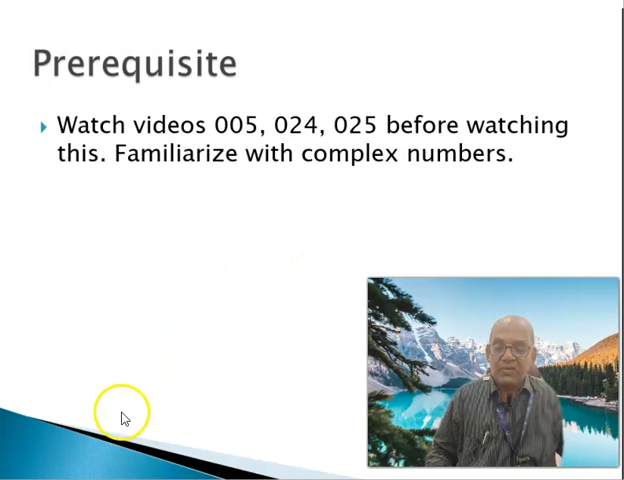 Prerequisite
Watch videos 005, 024, 025 before watching
this. Familiarize with complex numbers.